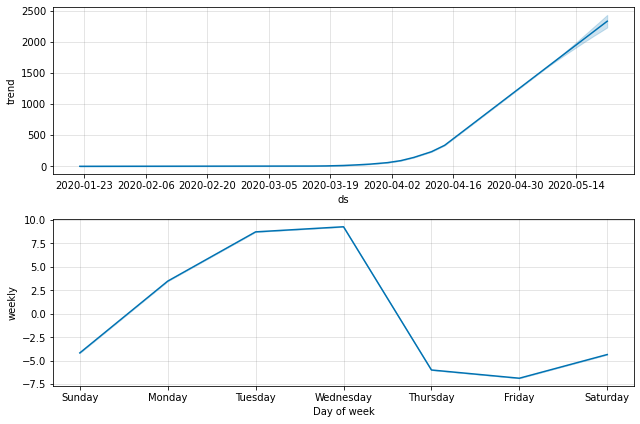 2500
2000
1500
1000
500
0
trend
2020-01-23 2020-02-06 2020-02-20 2020-03-05 2020-03-19 2020-04-02 2020-04-16 2020-04-30 2020-05-14
ds
10.0
7.5
5.0
2.5
0.0
−2.5
−5.0
−7.5
weekly
Sunday Monday Tuesday Wednesday Thursday Friday Saturday
Day of week